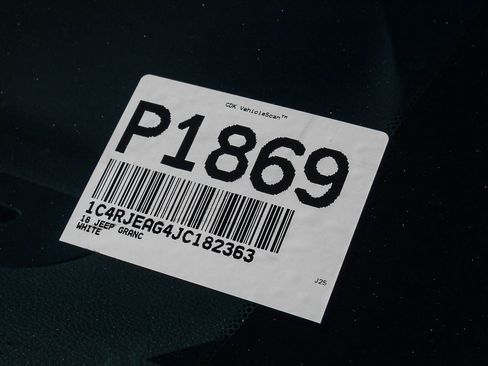 CDK VehicleScan™
P1869
1C4RJEAG4JC182363
18 JEEP GRANC
WHITE
J25